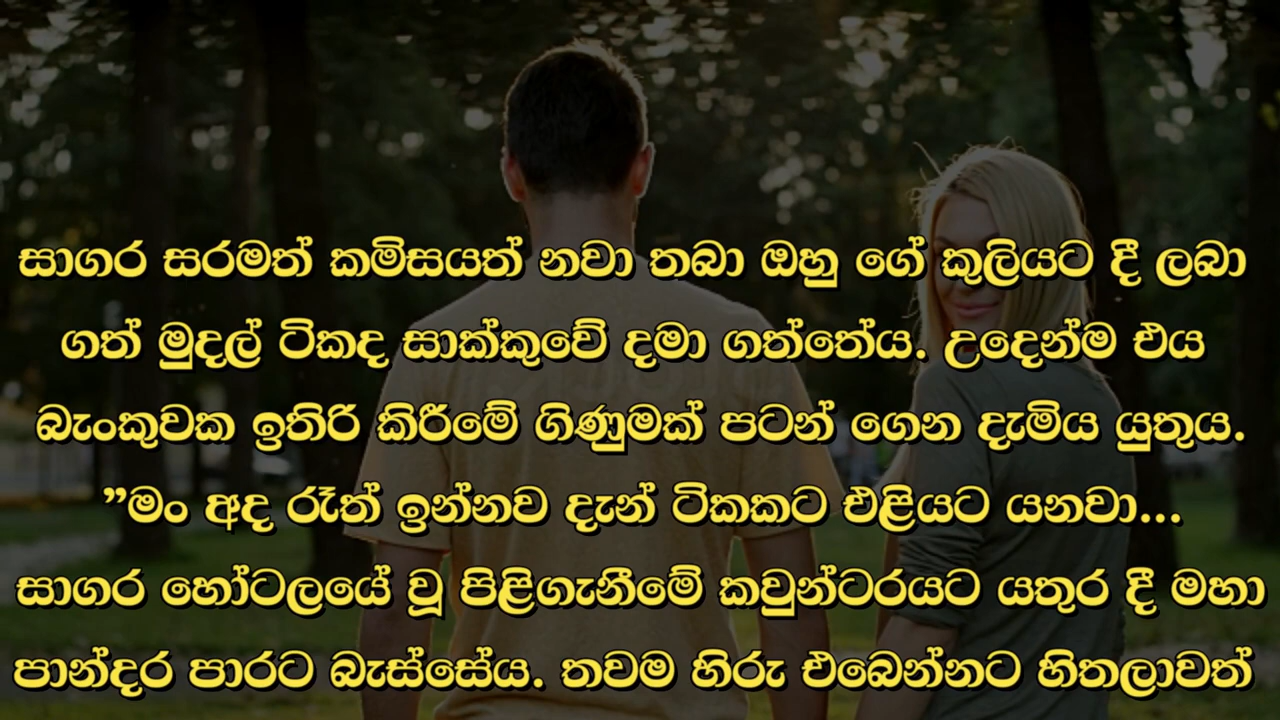 සාගර සරමත් කමිසයත් නවා තබා ඔහු ගේ කුලියට දී ලබා
ගත් මුදල් ටිකද සාක්කුවේ දමා ගත්තේය. උදෙන්ම එය
බැංකුවක ඉතිරි කිරීමේ ගිණුමක් පටන් ගෙන දැමිය යුතුය.
”මං අද රෑත් ඉන්නව දැන් ටිකකට එළියට යනවා...
සාගර හෝටලයේ වූ පිළිගැනීමේ කවුන්ටරයට යතුර දී මහා
පාන්දර පාරට බැස්සේය. තවම හිරු එබෙන්නට හිතලාවත්